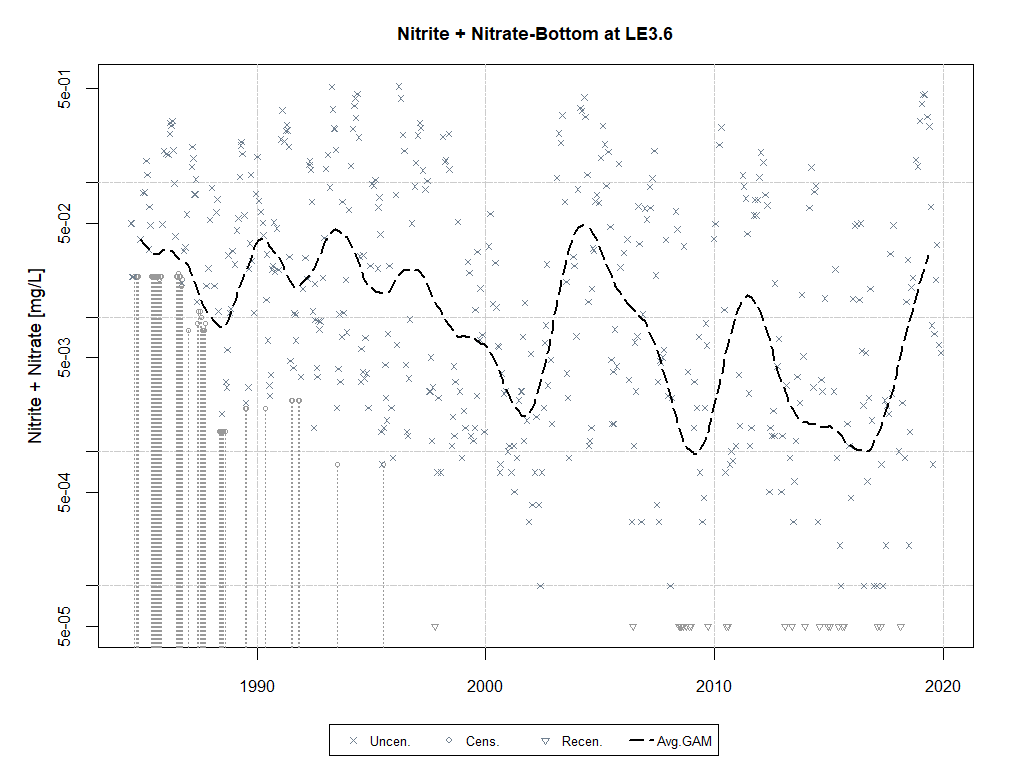 Nitrite + Nitrate-Bottom at LE3.6
Nitrite + Nitrate [mg/L]
5e-01
5e-02
5e-03
5e-04
5e-05
1990 2000 2010 2020
Uncen. Cens. Recen. Avg.GAM